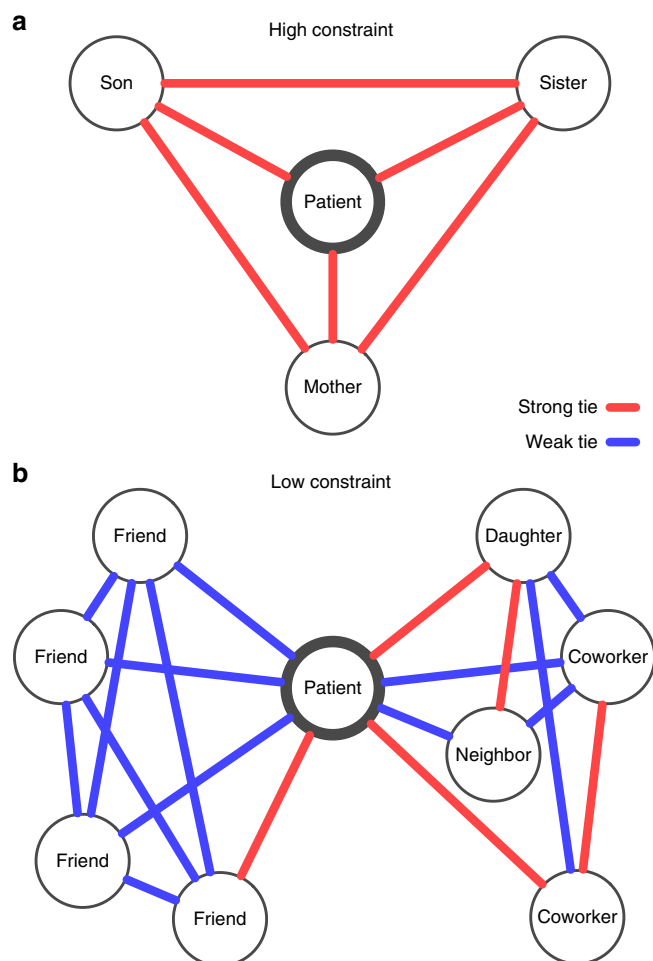 a
High constraint
Son
Sister
Patient
Mother
Strong tie
Weak tie
b
Low constraint
Friend
Daughter
Friend
Coworker
Patient
Neighbor
Friend
Friend
Coworker